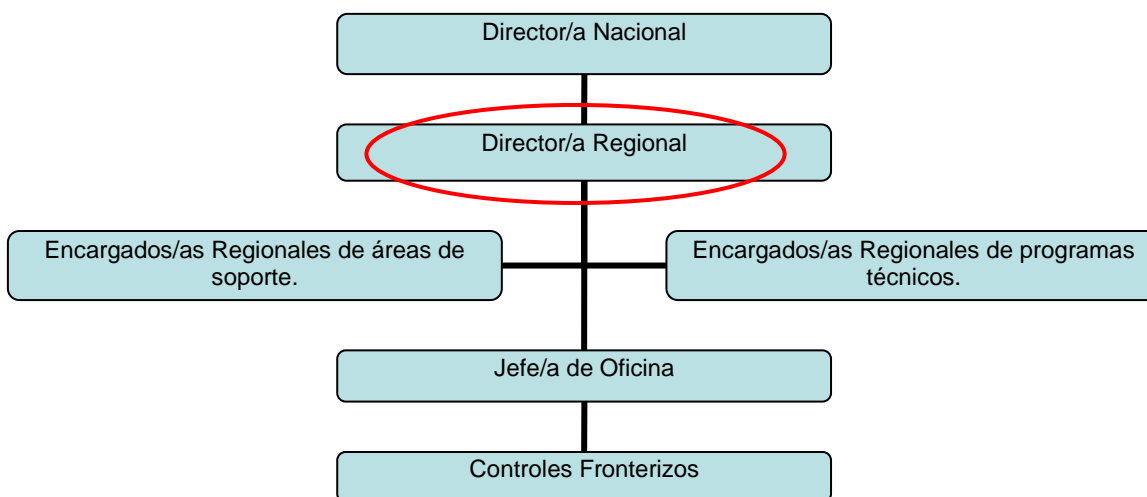 Director/a Nacional
Director/a Regional
Encargados/as Regionales de áreas de
soporte.
Encargados/as Regionales de programas
técnicos.
Jefe/a de Oficina
Controles Fronterizos